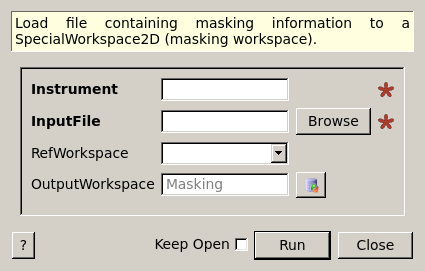 Load file containing masking information to a
SpecialWorkspace2D (masking workspace).
Instrument
InputFile
Browse
RefWorkspace
OutputWorkspace Masking
? Keep Open Run Close